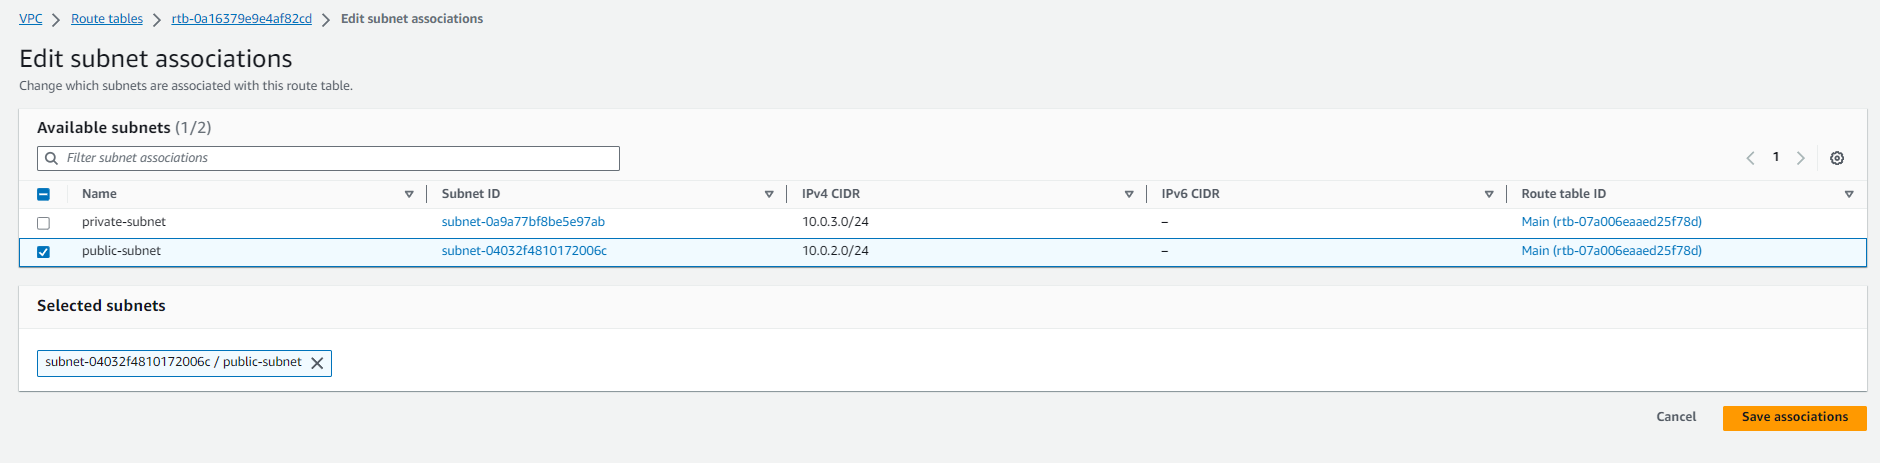 VPC > Route tables > rtb-0a16379e9e4af82cd > Edit subnet associations
Edit subnet associations
Change which subnets are associated with this route table.
Available subnets (1/2)
Filter subnet associations
1
Name Subnet ID IPv4 CIDR IPv6 CIDR Route table ID
private-subnet subnet-0a9a77bf8be5e97ab 10.0.3.0/24 – Main (rtb-07a006eaaed25f78d)
public-subnet subnet-04032f4810172006c 10.0.2.0/24 – Main (rtb-07a006eaaed25f78d)
Selected subnets
subnet-04032f4810172006c / public-subnet
Cancel Save associations